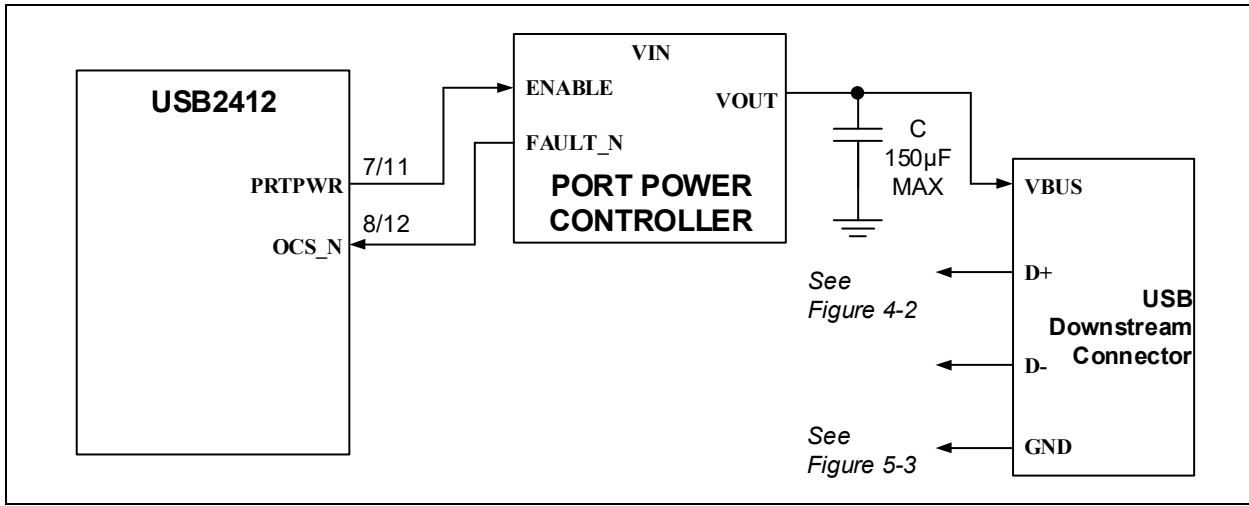 USB2412
PRTPWR
7/11
OCS_N
8/12
VIN
ENABLE
VOUT
FAULT_N
PORT POWER
CONTROLLER
C
150µF
MAX
VBUS
D+
D-
GND
USB
Downstream
Connector
See
Figure 4-2
See
Figure 5-3